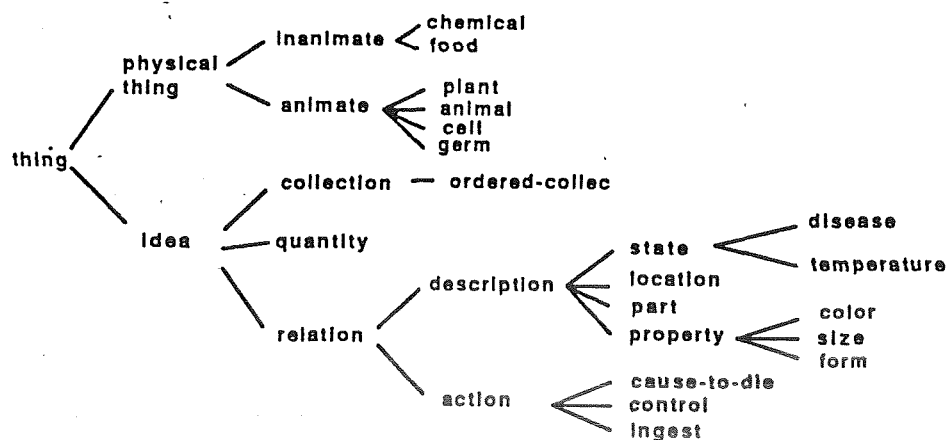 chemical
inanimate
food
physical
thing
plant
animate
animal
cell
germ
thing
collection
ordered-collec
disease
idea
quantity
state
temperature
description
location
part
color
relation
property
size
form
cause-to-die
action
control
ingest